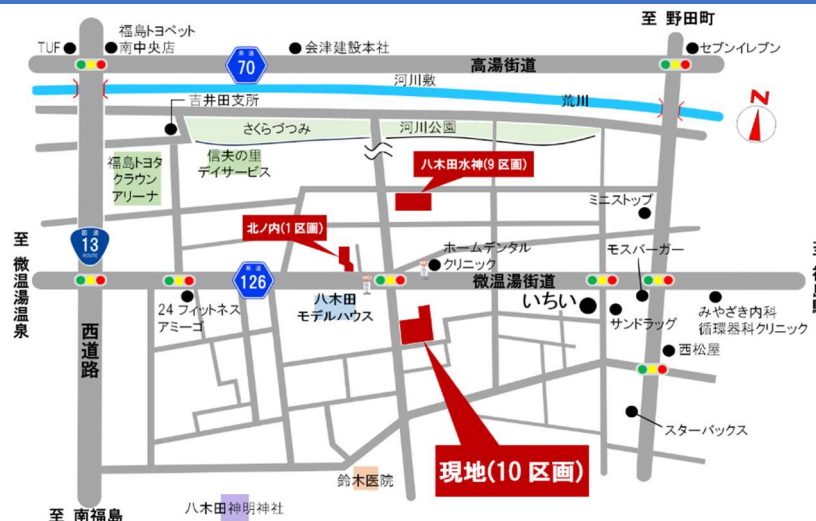 至 野田町
福島トヨペット
南中央店
TUF
会津建設本社
セブンイレブン
県道
70
高湯街道
河川敷
荒川
吉井田支所
さくらづつみ
河川公園
N
福島トヨタ
クラウン
アリーナ
信夫の里
デイサービス
八木田水神(9区画)
ミニストップ
北ノ内(1区画)
国道
13
ROUTE
ホームデンタル
クリニック
モスバーガー
至 微温湯温泉
県道
126
微温湯街道
いちい
24フィットネス
アミーゴ
八木田
モデルハウス
サンドラッグ
みやざき内科
循環器科クリニック
西道路
西松屋
スターバックス
現地(10区画)
鈴木医院
八木田神明神社
至 南福島